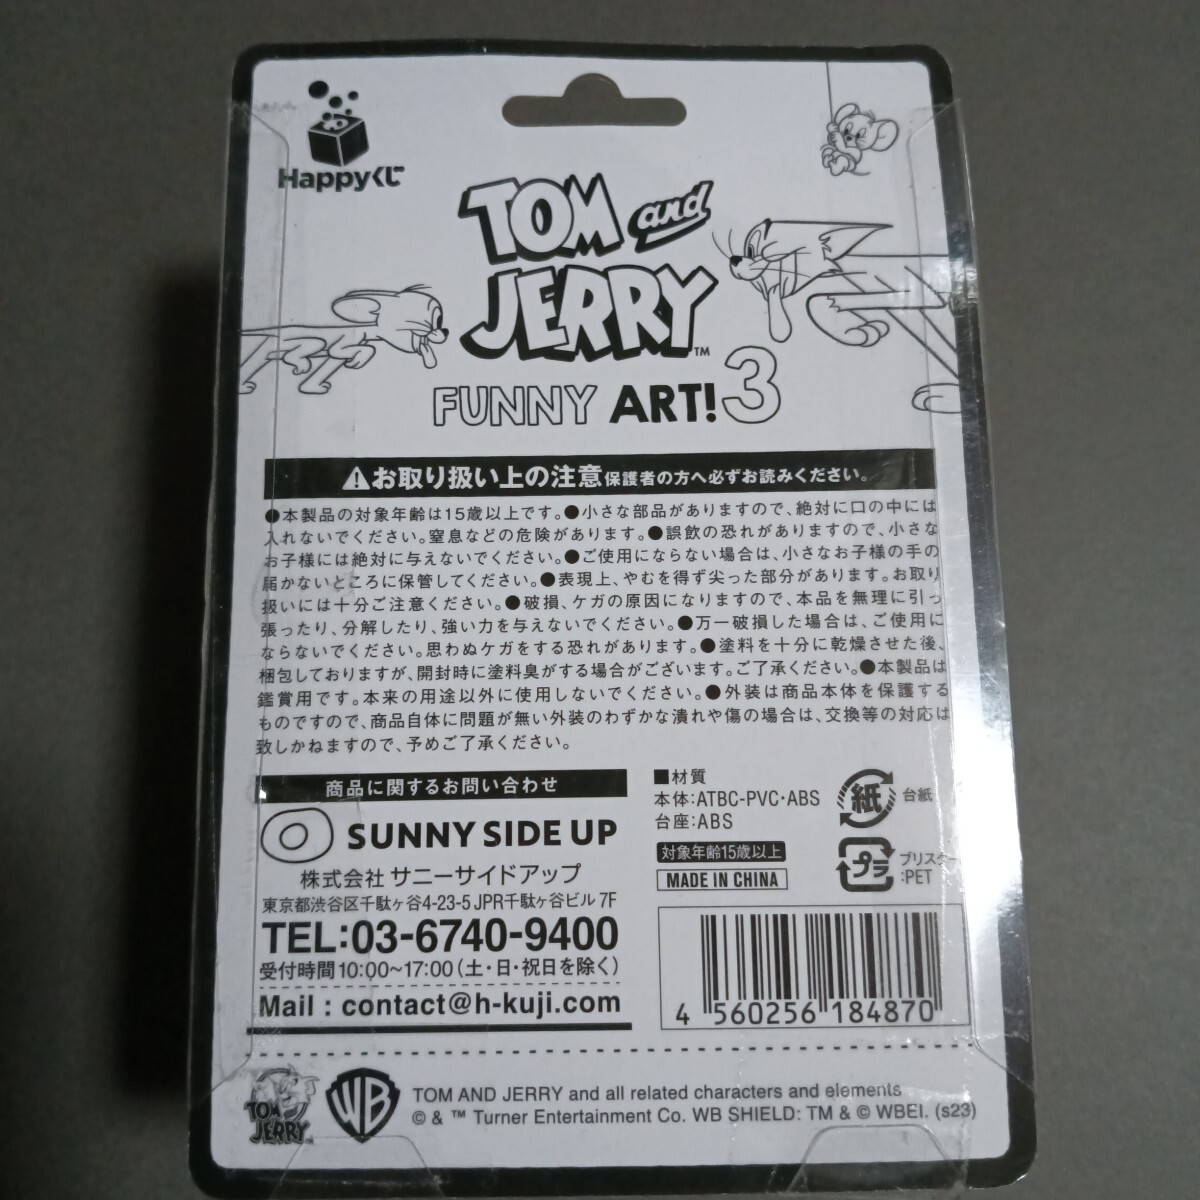 Happyくじ
TOM and
JERRY™
FUNNY ART!3
⚠お取り扱い上の注意 保護者の方へ必ずお読みください。
●本製品の対象年齢は15歳以上です。●小さな部品がありますので、絶対に口の中には
入れないでください。窒息などの危険があります。●誤飲の恐れがありますので、小さな
お子様には絶対に与えないでください。●ご使用にならない場合は、小さなお子様の手の
届かないところに保管してください。●表現上、やむを得ず尖った部分があります。お取り
扱いには十分ご注意ください。●破損、ケガの原因になりますので、本品を無理に引っ
張ったり、分解したり、強い力を与えないでください。●万一破損した場合は、ご使用に
ならないでください。思わぬケガをする恐れがあります。●塗料を十分に乾燥させた後、
梱包しておりますが、開封時に塗料臭がする場合がございます。ご了承ください。●本製品は
鑑賞用です。本来の用途以外に使用しないでください。●外装は商品本体を保護する
ものですので、商品自体に問題が無い外装のわずかな潰れや傷の場合は、交換等の対応は
致しかねますので、予めご了承ください。
商品に関するお問い合わせ
SUNNY SIDE UP
株式会社 サニーサイドアップ
東京都渋谷区千駄ヶ谷4-23-5 JPR千駄ヶ谷ビル 7F
TEL:03-6740-9400
受付時間10:00~17:00(土・日・祝日を除く)
Mail : contact@h-kuji.com
■材質
本体:ATBC-PVC・ABS
台座:ABS
対象年齢15歳以上
MADE IN CHINA
紙 台紙
プラ ブリスター
:PET
4 560256 184870
TOM and JERRY
WB
TOM AND JERRY and all related characters and elements
© & ™ Turner Entertainment Co. WB SHIELD: TM & © WBEI. (s23)